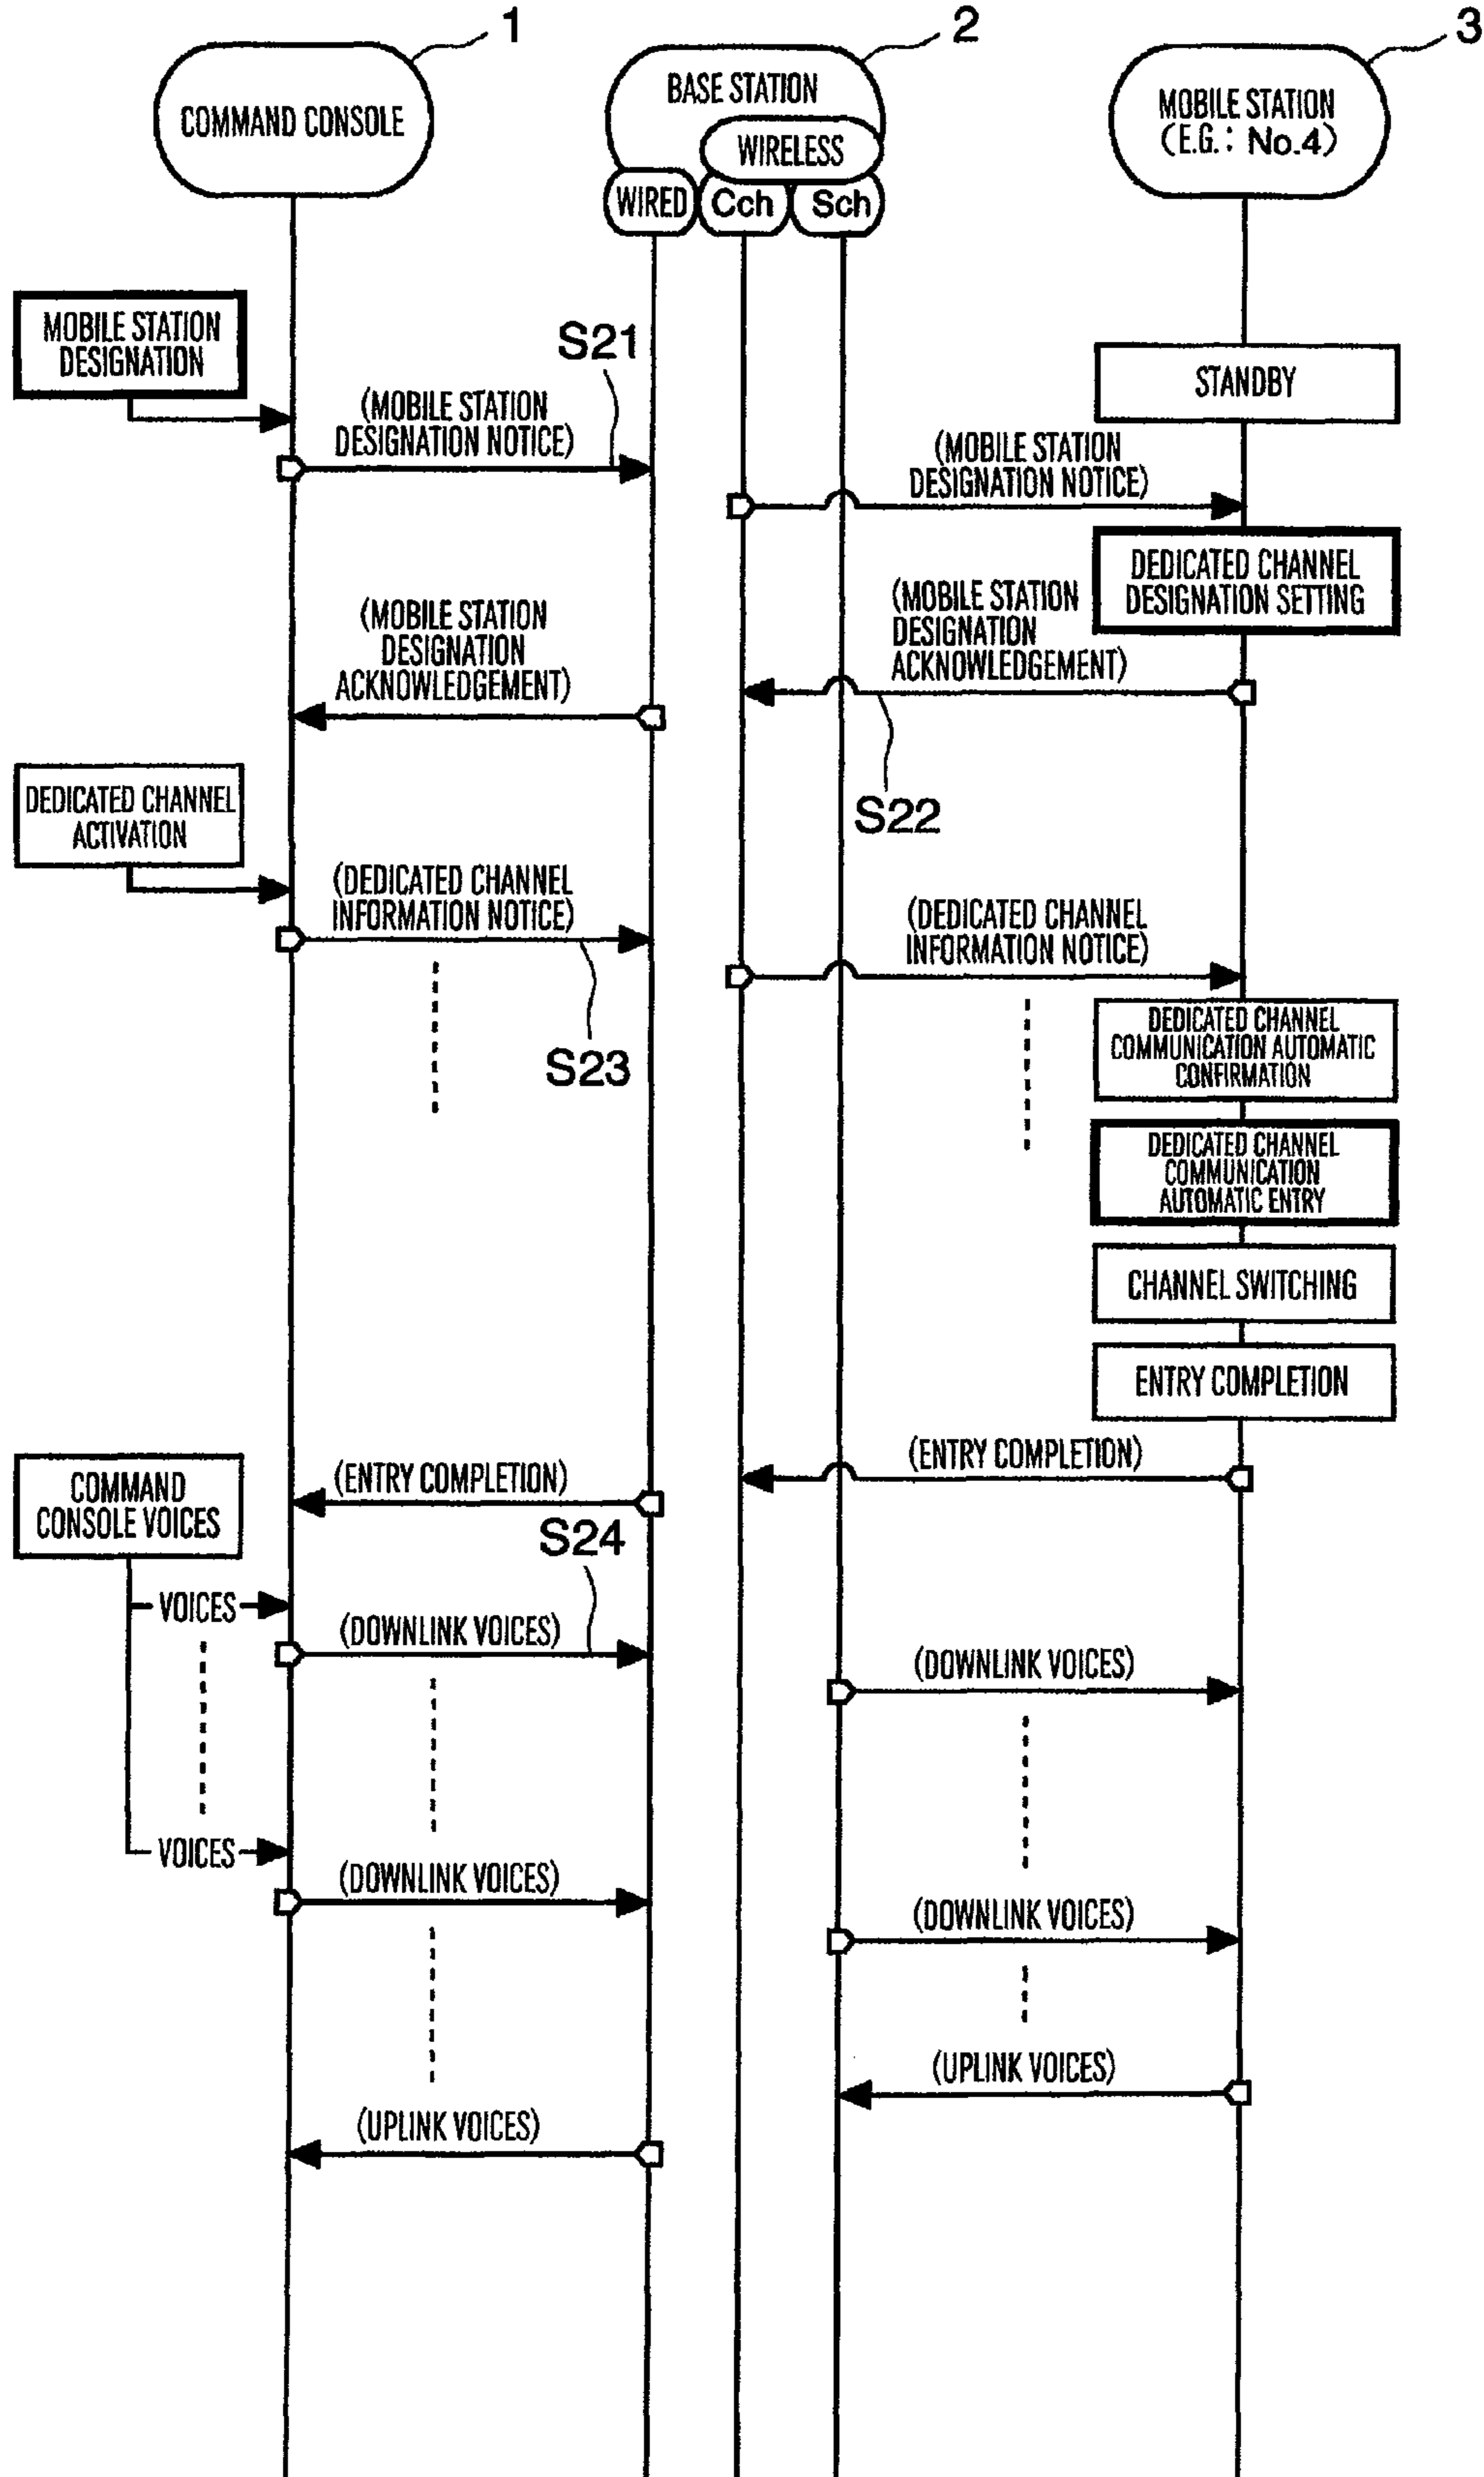 1
2
3
COMMAND CONSOLE
BASE STATION
WIRELESS
WIRED
Cch
Sch
MOBILE STATION
(E.G.: No.4)
MOBILE STATION
DESIGNATION
S21
STANDBY
(MOBILE STATION
DESIGNATION NOTICE)
(MOBILE STATION
DESIGNATION NOTICE)
DEDICATED CHANNEL
DESIGNATION SETTING
(MOBILE STATION
DESIGNATION
ACKNOWLEDGEMENT)
(MOBILE STATION
DESIGNATION
ACKNOWLEDGEMENT)
S22
DEDICATED CHANNEL
ACTIVATION
(DEDICATED CHANNEL
INFORMATION NOTICE)
S23
(DEDICATED CHANNEL
INFORMATION NOTICE)
DEDICATED CHANNEL
COMMUNICATION AUTOMATIC
CONFIRMATION
DEDICATED CHANNEL
COMMUNICATION
AUTOMATIC ENTRY
CHANNEL SWITCHING
ENTRY COMPLETION
(ENTRY COMPLETION)
(ENTRY COMPLETION)
COMMAND
CONSOLE VOICES
S24
VOICES
(DOWNLINK VOICES)
(DOWNLINK VOICES)
VOICES
(DOWNLINK VOICES)
(DOWNLINK VOICES)
(UPLINK VOICES)
(UPLINK VOICES)